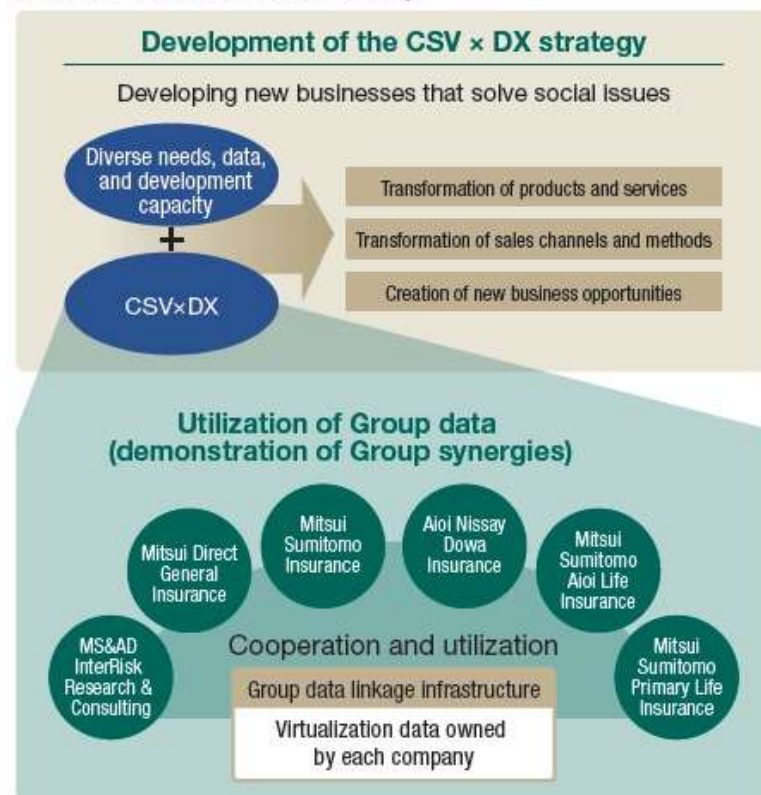 Development of the CSV × DX strategy
Developing new businesses that solve social issues
Diverse needs, data,
and development
capacity
+
CSV×DX
Transformation of products and services
Transformation of sales channels and methods
Creation of new business opportunities
Utilization of Group data
(demonstration of Group synergies)
MS&AD
InterRisk
Research &
Consulting
Mitsui Direct
General
Insurance
Mitsui
Sumitomo
Insurance
Aioi Nissay
Dowa
Insurance
Mitsui
Sumitomo
Aioi Life
Insurance
Mitsui
Sumitomo
Primary Life
Insurance
Cooperation and utilization
Group data linkage infrastructure
Virtualization data owned
by each company